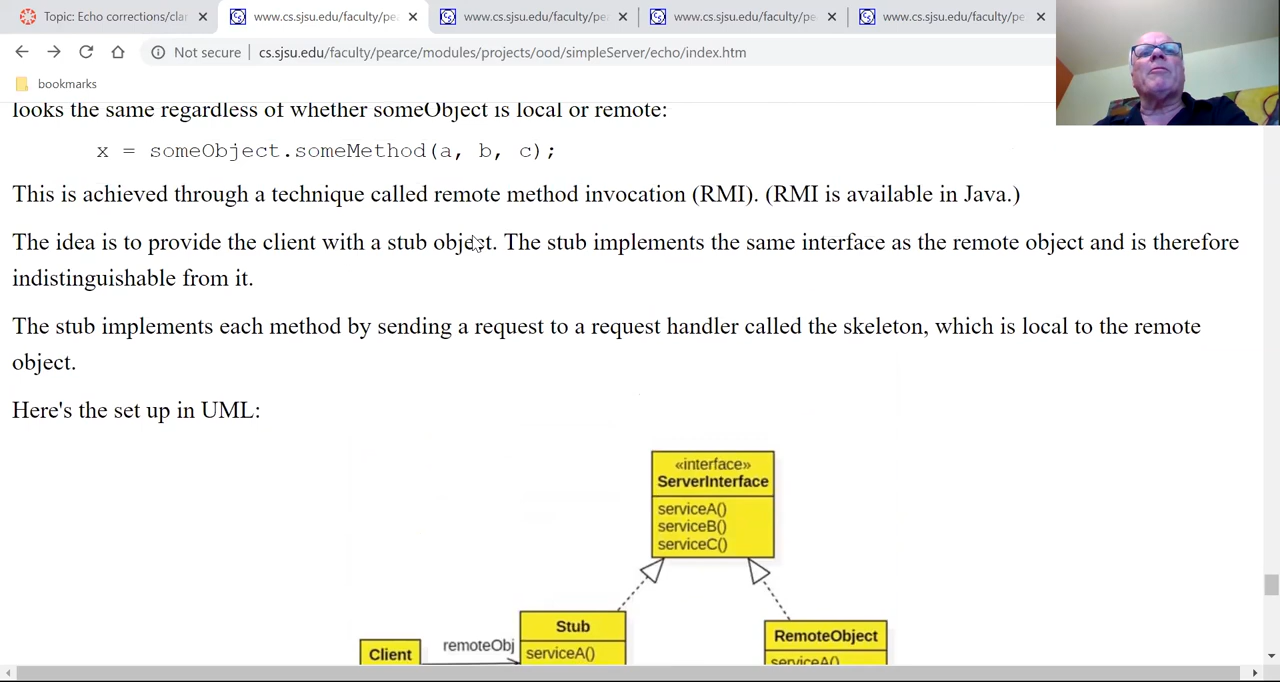 Topic: Echo corrections/clar
www.cs.sjsu.edu/faculty/pe
www.cs.sjsu.edu/faculty/pe
www.cs.sjsu.edu/faculty/pe
www.cs.sjsu.edu/faculty/pe
Not secure | cs.sjsu.edu/faculty/pearce/modules/projects/ood/simpleServer/echo/index.htm
bookmarks
looks the same regardless of whether someObject is local or remote:
x = someObject.someMethod(a, b, c);
This is achieved through a technique called remote method invocation (RMI). (RMI is available in Java.)
The idea is to provide the client with a stub object. The stub implements the same interface as the remote object and is therefore
indistinguishable from it.
The stub implements each method by sending a request to a request handler called the skeleton, which is local to the remote
object.
Here's the set up in UML:
«interface»
ServerInterface
serviceA()
serviceB()
serviceC()
Stub
RemoteObject
remoteObj
serviceA()
Client
serviceA()